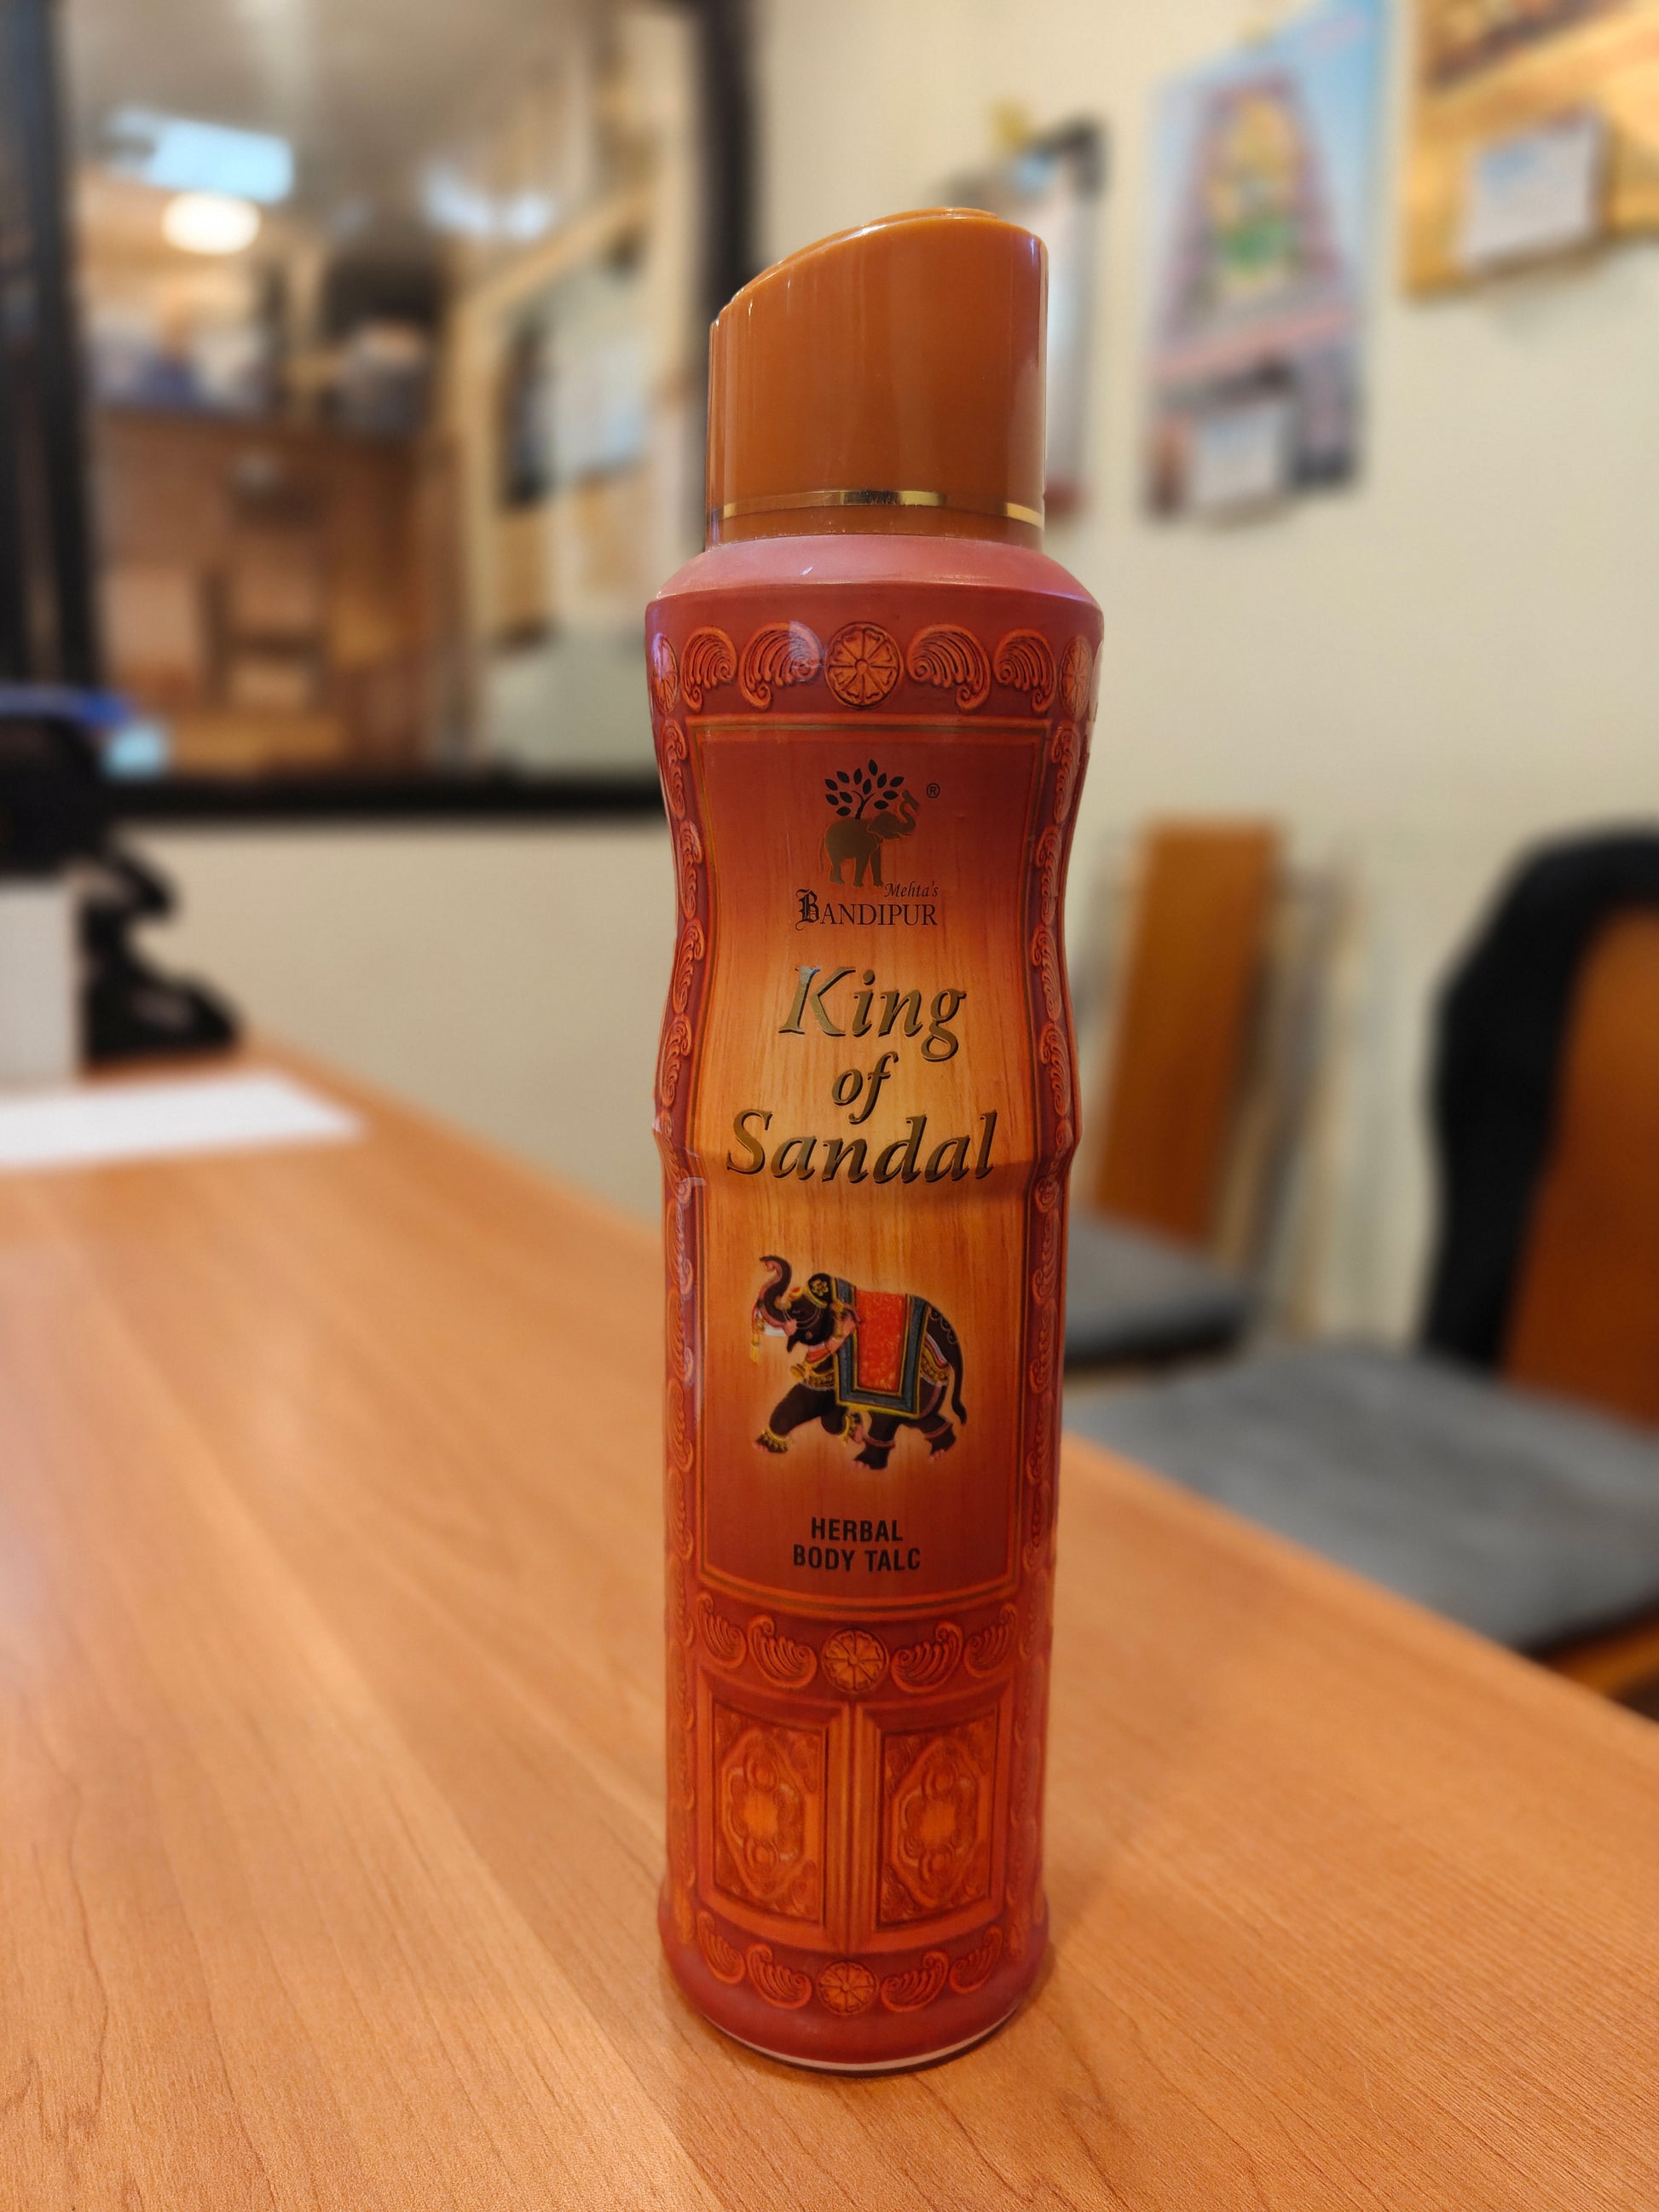 ®
Mehta's
BANDIPUR
King
of
Sandal
HERBAL
BODY TALC